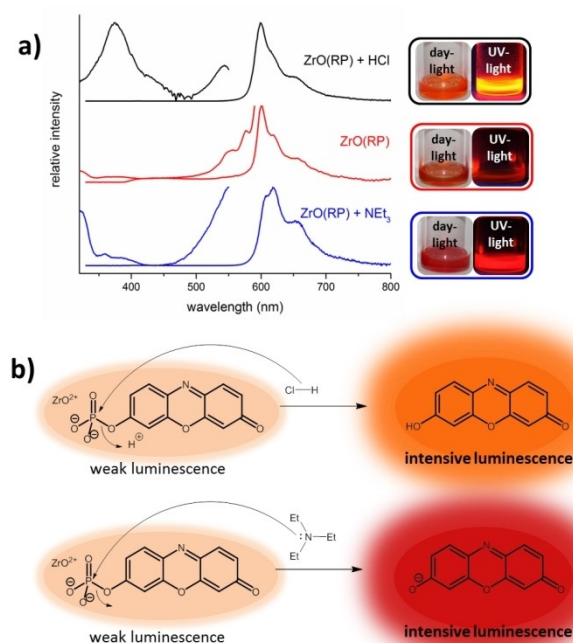 a)
relative intensity
ZrO(RP) + HCl
ZrO(RP)
ZrO(RP) + NEt₃
400
500
600
700
800
wavelength (nm)
day-
light
UV-
light
day-
light
UV-
light
day-
light
UV-
light
b)
ZrO²⁺
O
P
⊖O
O⊖
O
H⊕
N
O
O
Cl—H
weak luminescence
N
HO
O
O
intensive luminescence
ZrO²⁺
O
P
⊖O
O⊖
O
N
O
O
Et
Et
:N
Et
weak luminescence
N
⊖O
O
O
intensive luminescence